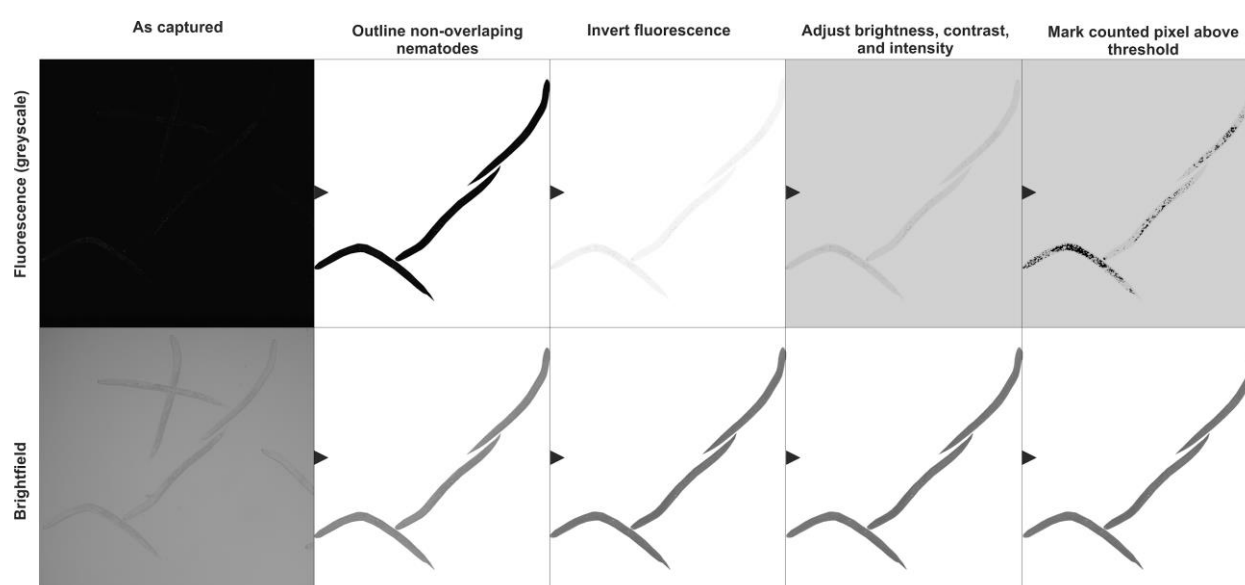 As captured
Outline non-overlaping
nematodes
Invert fluorescence
Adjust brightness, contrast,
and intensity
Mark counted pixel above
threshold
Fluorescence (greyscale)
Brightfield